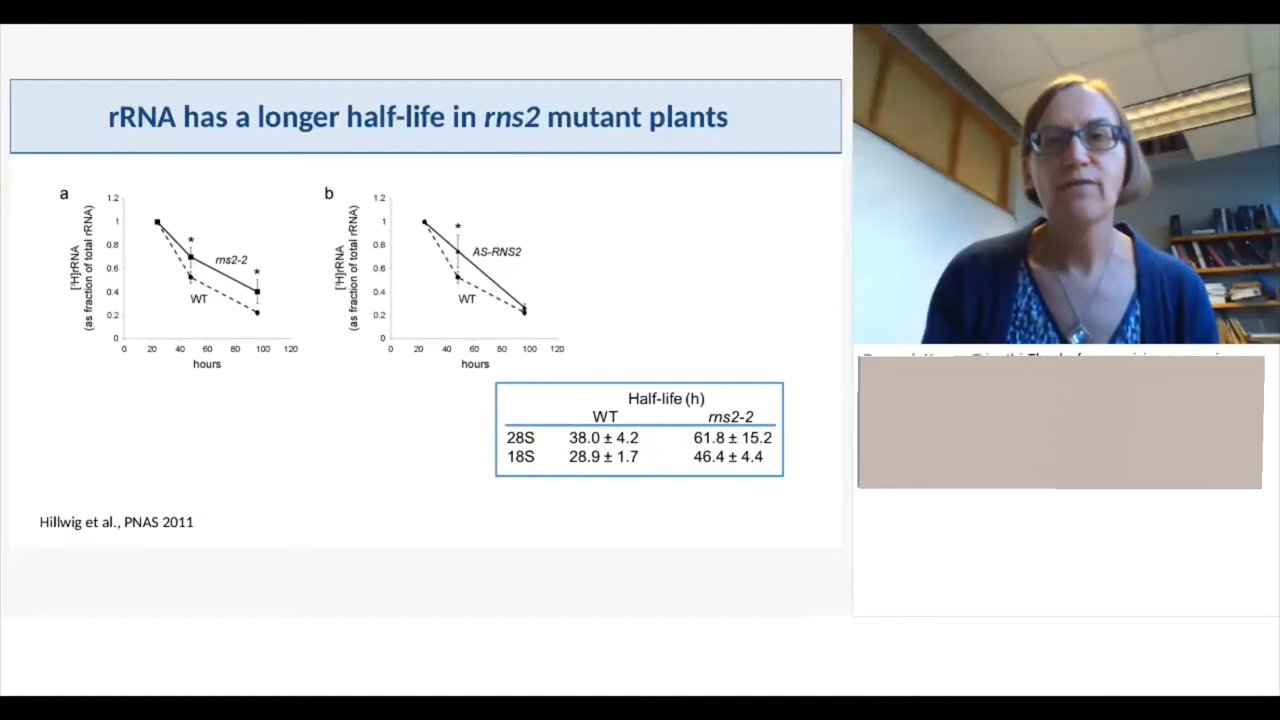 rRNA has a longer half-life in rns2 mutant plants
a
1.2
1
0.8
0.6
0.4
0.2
0
[³H]rRNA
(as fraction of total rRNA)
*
*
rns2-2
WT
0 20 40 60 80 100 120
hours
b
1.2
1
0.8
0.6
0.4
0.2
0
[³H]rRNA
(as fraction of total rRNA)
*
AS-RNS2
WT
0 20 40 60 80 100 120
hours
Half-life (h)
WT rns2-2
28S 38.0 ± 4.2 61.8 ± 15.2
18S 28.9 ± 1.7 46.4 ± 4.4
Hillwig et al., PNAS 2011